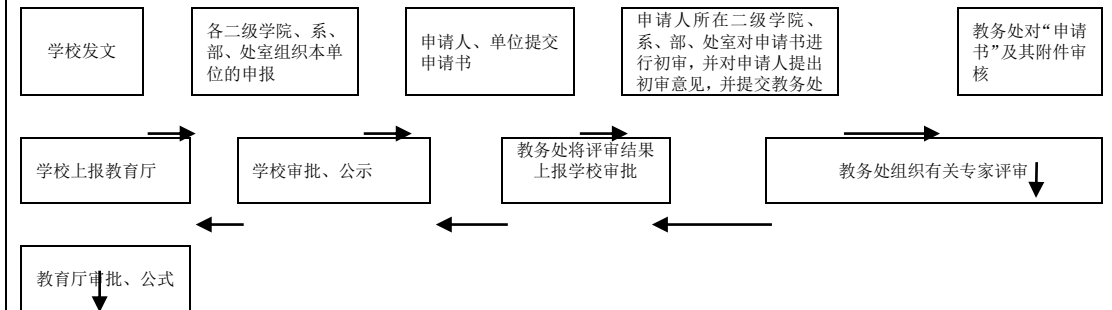 学校发文
各二级学院、系、
部、处室组织本单
位的申报
申请人、单位提交
申请书
申请人所在二级学院、
系、部、处室对申请书进
行初审，并对申请人提出
初审意见，并提交教务处
教务处对“申请
书”及其附件审
核
学校上报教育厅
学校审批、公示
教务处将评审结果
上报学校审批
教务处组织有关专家评审
教育厅审批、公式